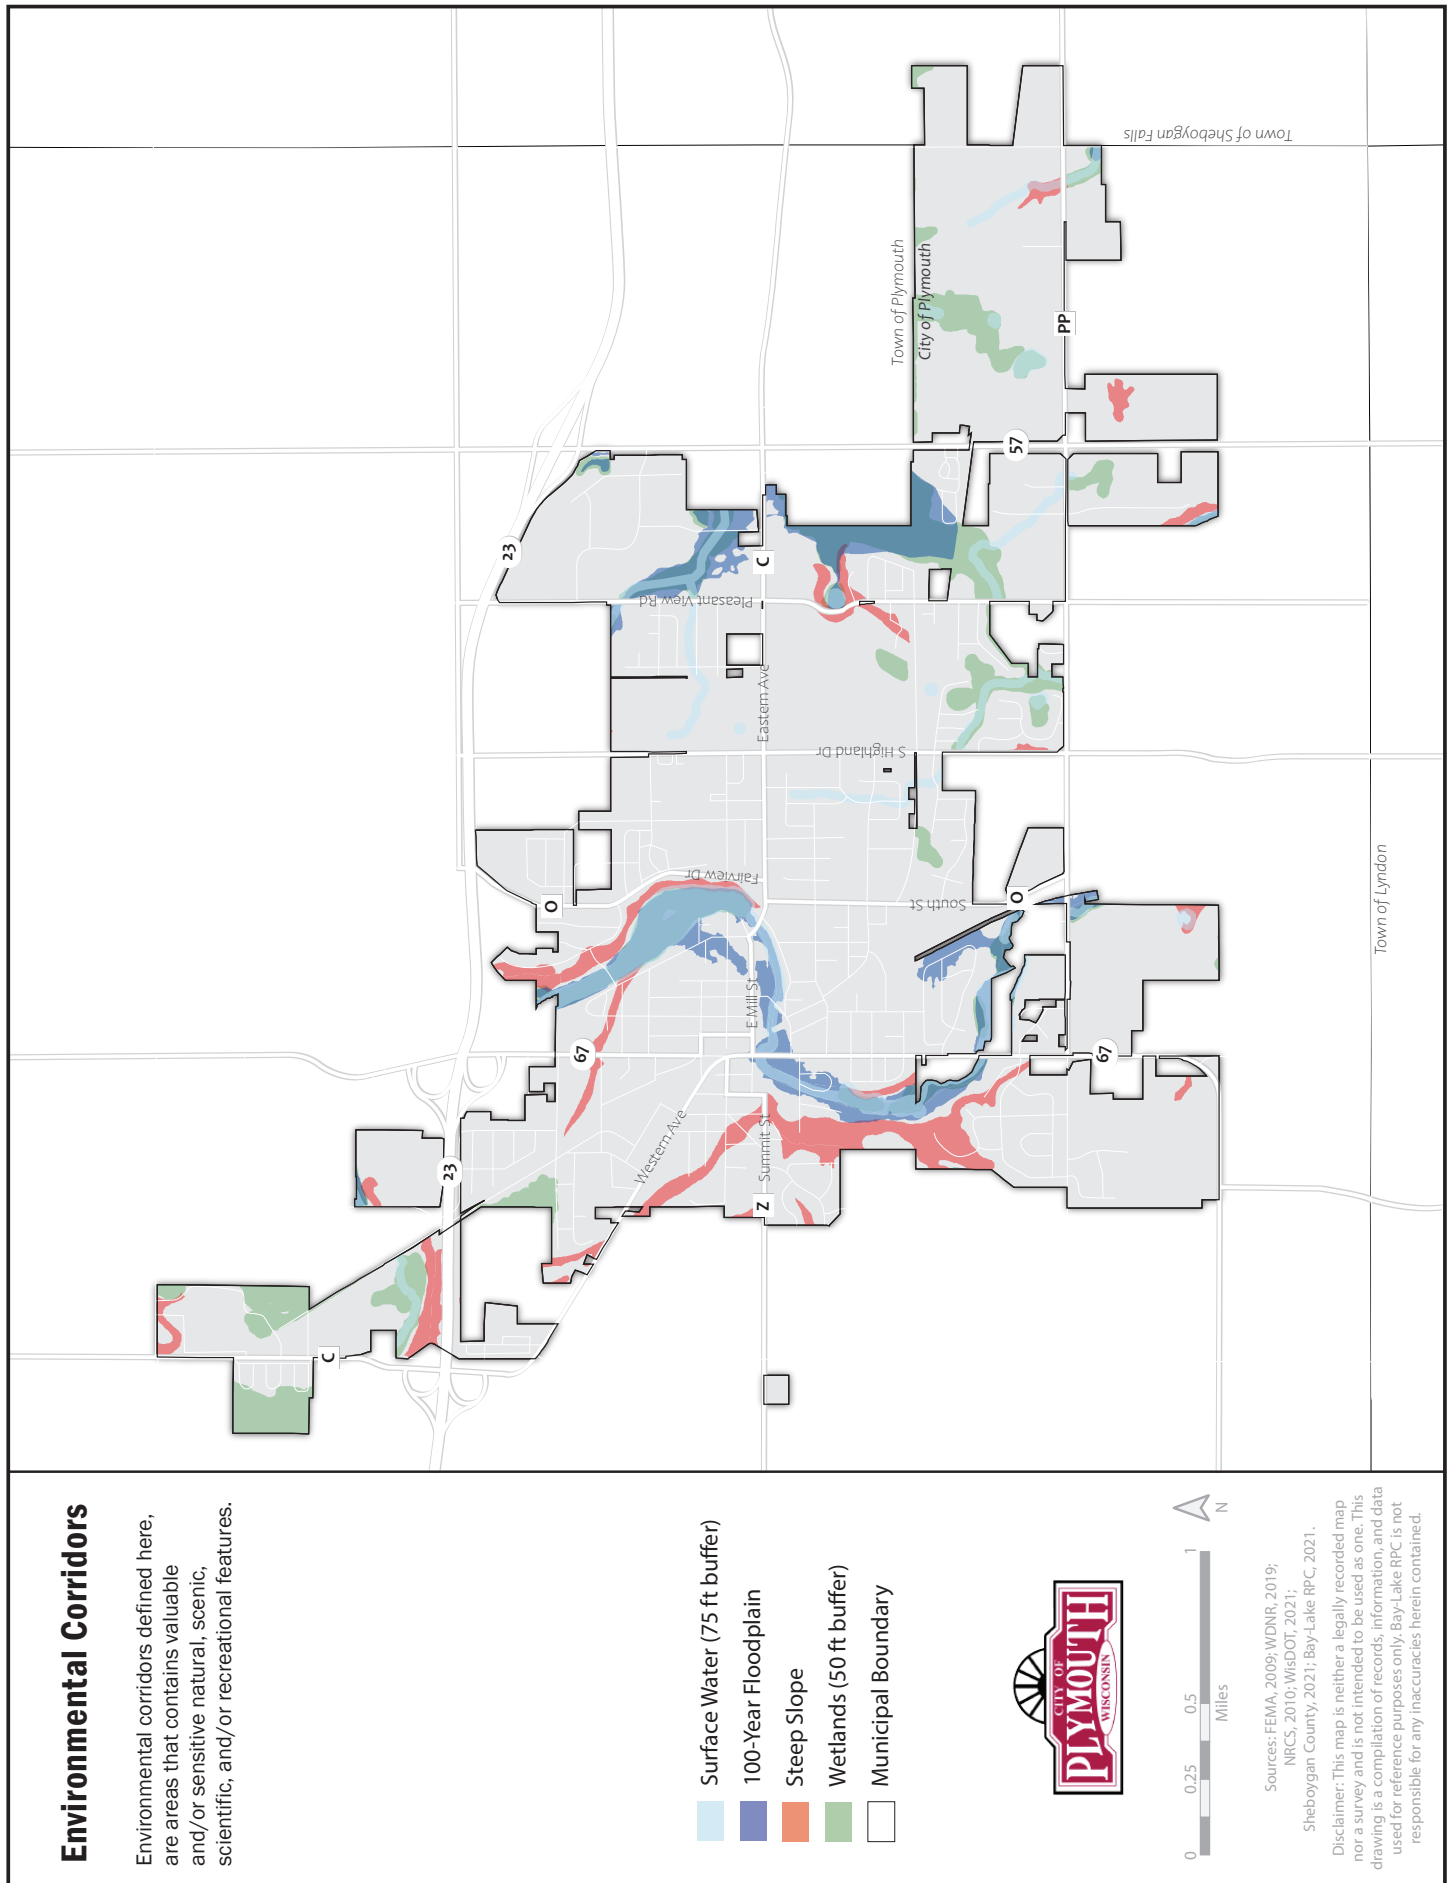 Environmental Corridors
Environmental corridors defined here,
are areas that contains valuable
and/or sensitive natural, scenic,
scientific, and/or recreational features.
Surface Water (75 ft buffer)
100-Year Floodplain
Steep Slope
Wetlands (50 ft buffer)
Municipal Boundary
CITY OF
PLYMOUTH
WISCONSIN
0
0.25
0.5
1
Miles
N
Sources: FEMA, 2009; WDNR, 2019;
NRCS, 2010; WisDOT, 2021;
Sheboygan County, 2021; Bay-Lake RPC, 2021.
Disclaimer: This map is neither a legally recorded map
nor a survey and is not intended to be used as one. This
drawing is a compilation of records, information, and data
used for reference purposes only. Bay-Lake RPC is not
responsible for any inaccuracies herein contained.
C
23
Z
Summit St
Western Ave
67
67
E Mill St
O
O
Fairview Dr
South St
S Highland Dr
Eastern Ave
Pleasant View Rd
C
23
57
PP
Town of Plymouth
City of Plymouth
Town of Sheboygan Falls
Town of Lyndon